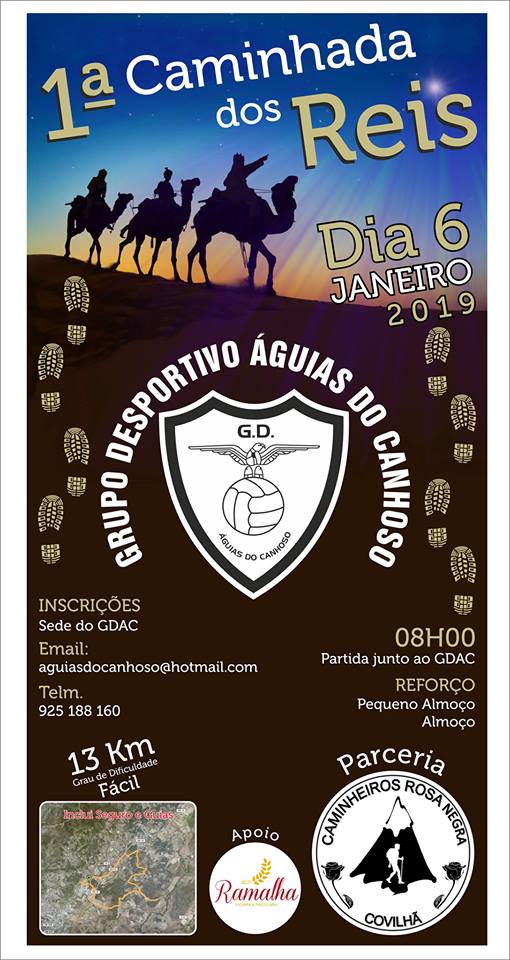 1ª Caminhada
dos Reis
Dia 6
JANEIRO
2019
GRUPO DESPORTIVO ÁGUIAS DO CANHOSO
G.D.
ÁGUIAS DO CANHOSO
INSCRIÇÕES
Sede do GDAC
Email:
aguiasdocanhoso@hotmail.com
Telm.
925 188 160
08H00
Partida junto ao GDAC
REFORÇO
Pequeno Almoço
Almoço
13 Km
Grau de Dificuldade
Fácil
Inclui Seguro e Guias
Apoio
Ramalha
Parceria
CAMINHEIROS ROSA NEGRA
COVILHÃ